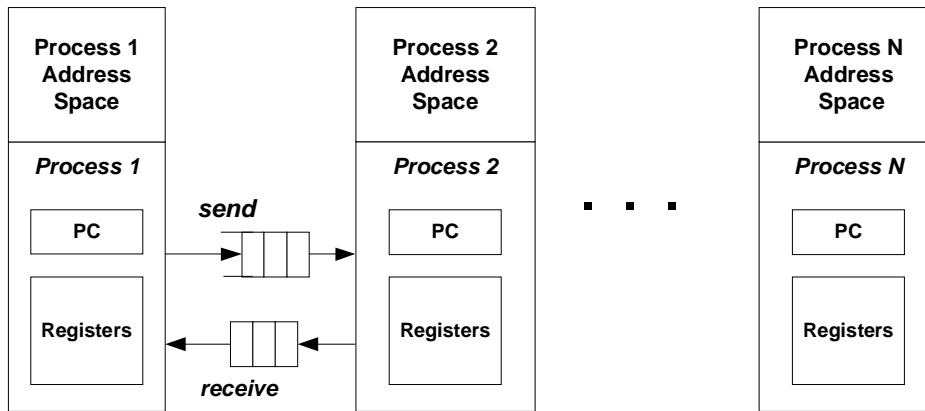 Process 1
Address
Space
Process 2
Address
Space
Process N
Address
Space
Process 1
Process 2
Process N
send
PC
PC
PC
Registers
Registers
Registers
receive